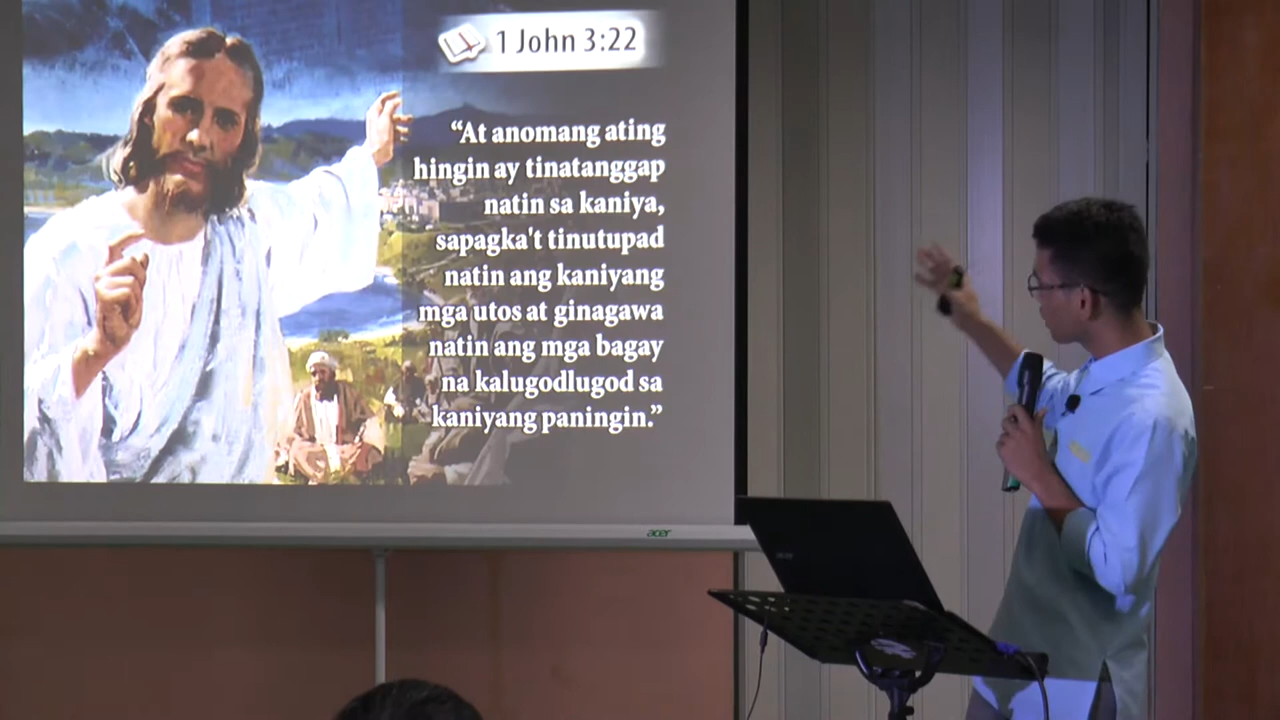 1 John 3:22
“At anomang ating
hingin ay tinatanggap
natin sa kaniya,
sapagka't tinutupad
natin ang kaniyang
mga utos at ginagawa
natin ang mga bagay
na kalugodlugod sa
kaniyang paningin.”
acer
acer